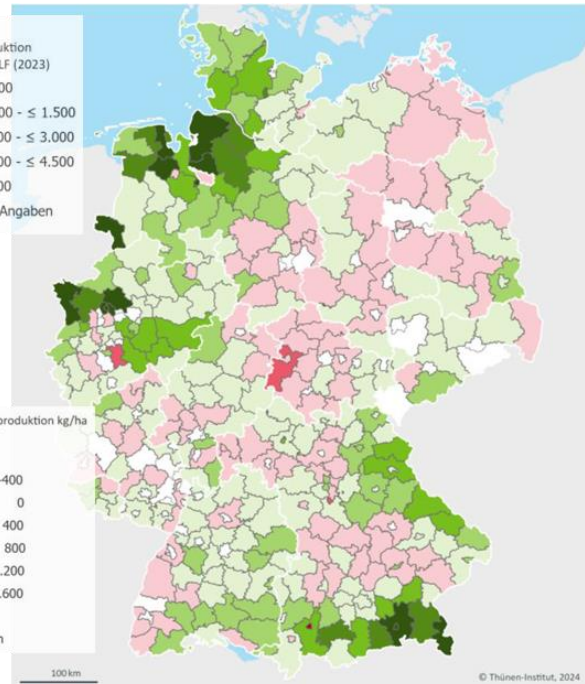 uktion
LF (2023)
00
00 - ≤ 1.500
00 - ≤ 3.000
00 - ≤ 4.500
00
Angaben
produktion kg/ha
400
0
400
800
.200
.600
100 km
© Thünen-Institut, 2024